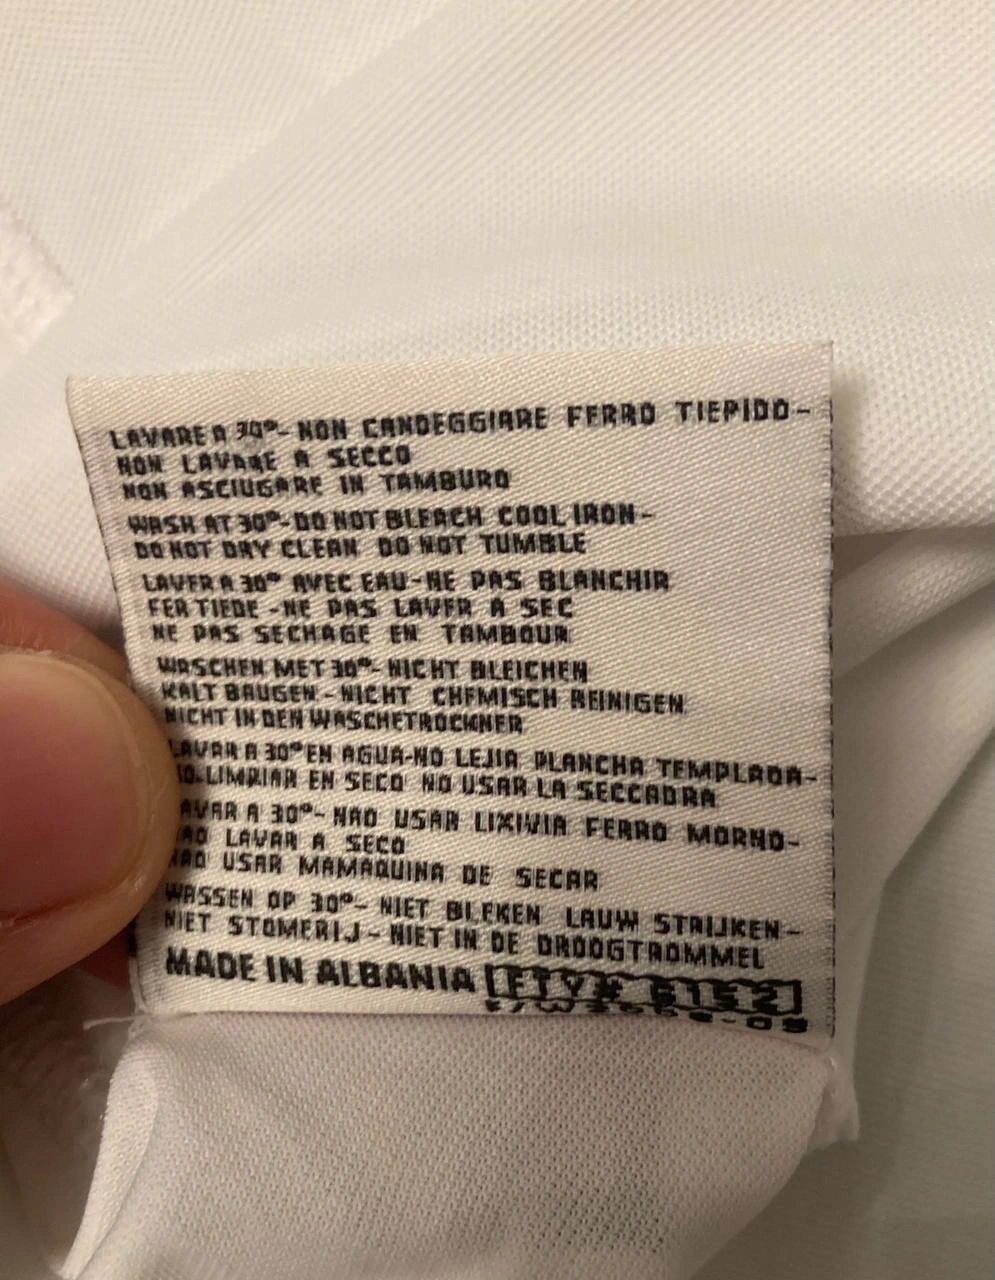 LAVARE A 30°- NON CANDEGGIARE FERRO TIEPIDO-
NON LAVARE A SECCO
NON ASCIUGARE IN TAMBURO
WASH AT 30°-DO NOT BLEACH COOL IRON-
DO NOT DRY CLEAN DO NOT TUMBLE
LAVER A 30° AVEC EAU-NE PAS BLANCHIR
FER TIEDE -NE PAS LAVER A SEC
NE PAS SECHAGE EN TAMBOUR
WASCHEN MET 30°-NICHT BLEICHEN
KALT BAUGEN-NICHT CHEMISCH REINIGEN
NICHT IN DEN WASCHETROCKNER
LAVAR A 30° EN AGUA-NO LEJIA PLANCHA TEMPLADA-
NO-LIMPIAR EN SECO NO USAR LA SECCADRA
LAVAR A 30°- NAO USAR LIXIVIA FERRO MORNO-
NAO LAVAR A SECO
NAO USAR MAMAQUINA DE SECAR
WASSEN OP 30°- NIET BLEKEN LAUW STRIJKEN-
NIET STOMERIJ-NIET IN DE DROOGTROMMEL
MADE IN ALBANIA FTY# 6152